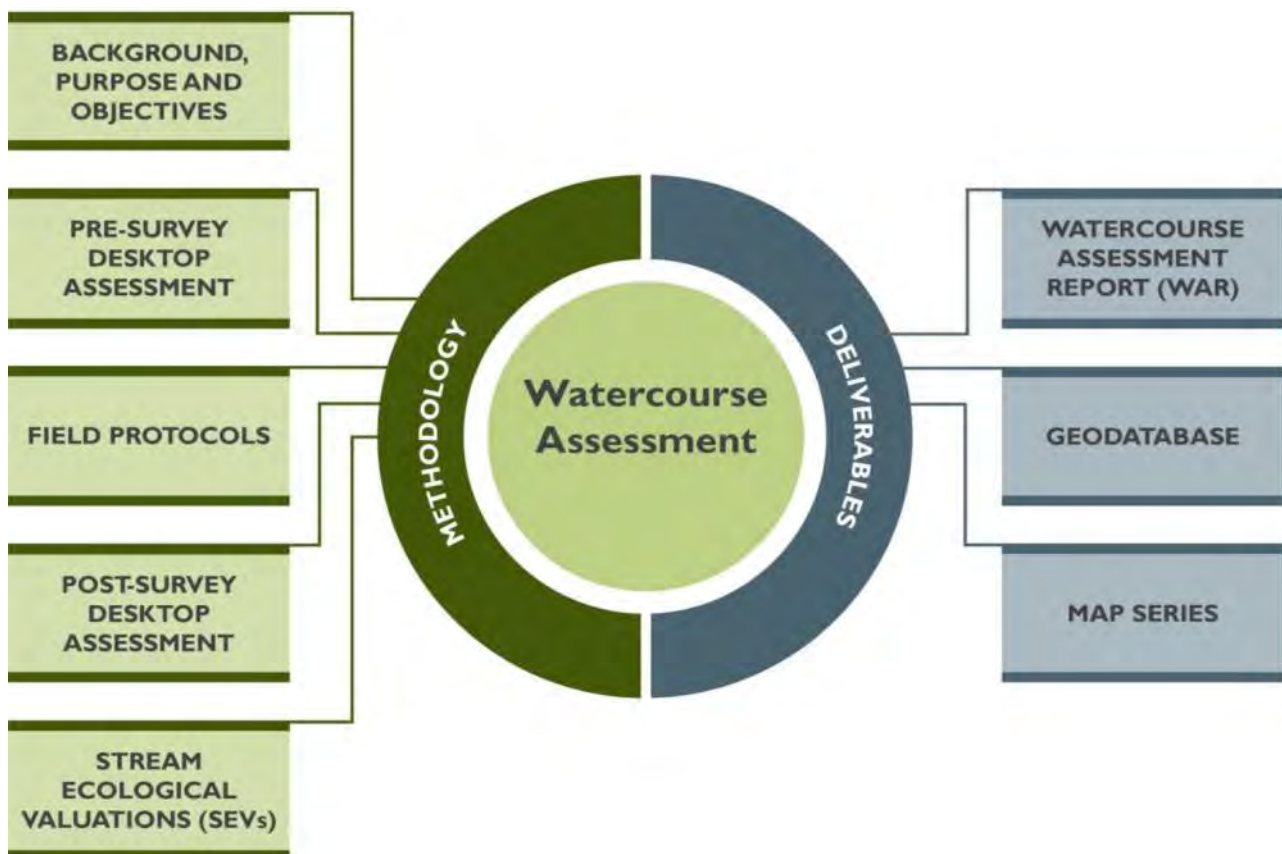 BACKGROUND,
PURPOSE AND
OBJECTIVES
PRE-SURVEY
DESKTOP
ASSESSMENT
FIELD PROTOCOLS
POST-SURVEY
DESKTOP
ASSESSMENT
STREAM
ECOLOGICAL
VALUATIONS (SEVs)
METHODOLOGY
Watercourse
Assessment
DELIVERABLES
WATERCOURSE
ASSESSMENT
REPORT (WAR)
GEODATABASE
MAP SERIES